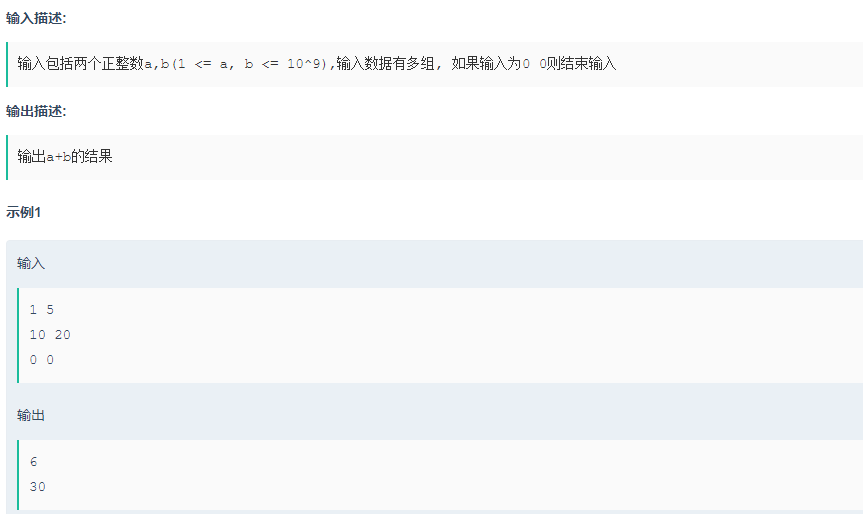 输入描述:
输入包括两个正整数a,b(1 <= a, b <= 10^9),输入数据有多组, 如果输入为0 0则结束输入
输出描述:
输出a+b的结果
示例1
输入
1 5
10 20
0 0
输出
6
30